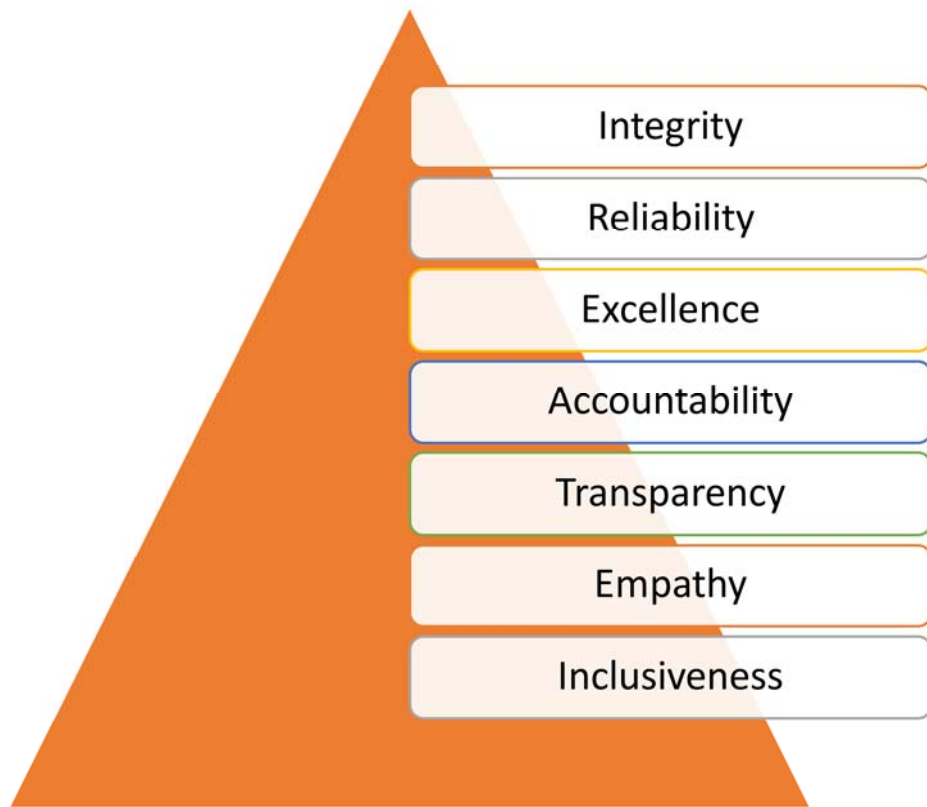 Integrity
Reliability
Excellence
Accountability
Transparency
Empathy
Inclusiveness